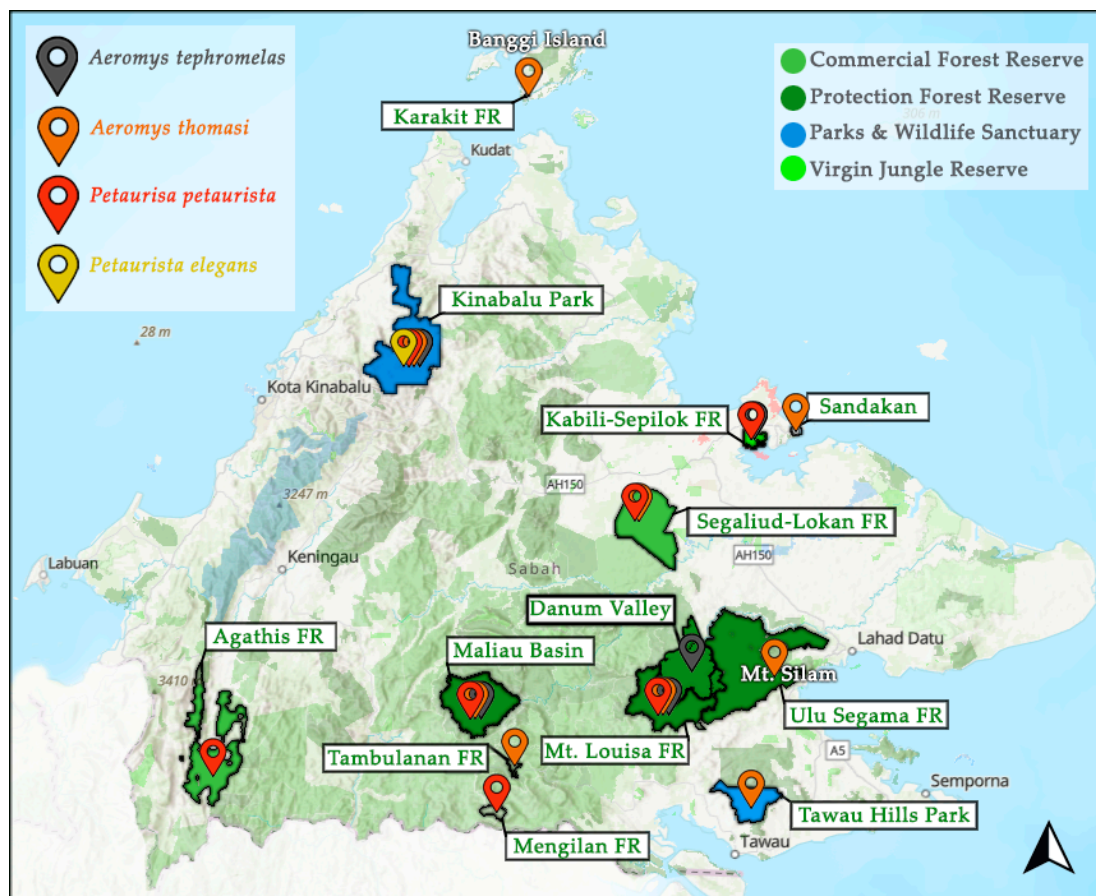 Banggi Island
Aeromys tephromelas
Aeromys thomasi
Petaurisa petaurista
Petaurista elegans
Commercial Forest Reserve
Protection Forest Reserve
Parks & Wildlife Sanctuary
Virgin Jungle Reserve
306 m
Karakit FR
Kudat
Kinabalu Park
28 m
Kota Kinabalu
Kabili-Sepilok FR
Sandakan
AH150
3247 m
Segaliud-Lokan FR
AH150
Labuan
Keningau
Sabah
Danum Valley
Agathis FR
Maliau Basin
Lahad Datu
Mt. Silam
3410
Ulu Segama FR
Tambulanan FR
Mt. Louisa FR
A5
Semporna
Tawau Hills Park
Mengilan FR
Tawau